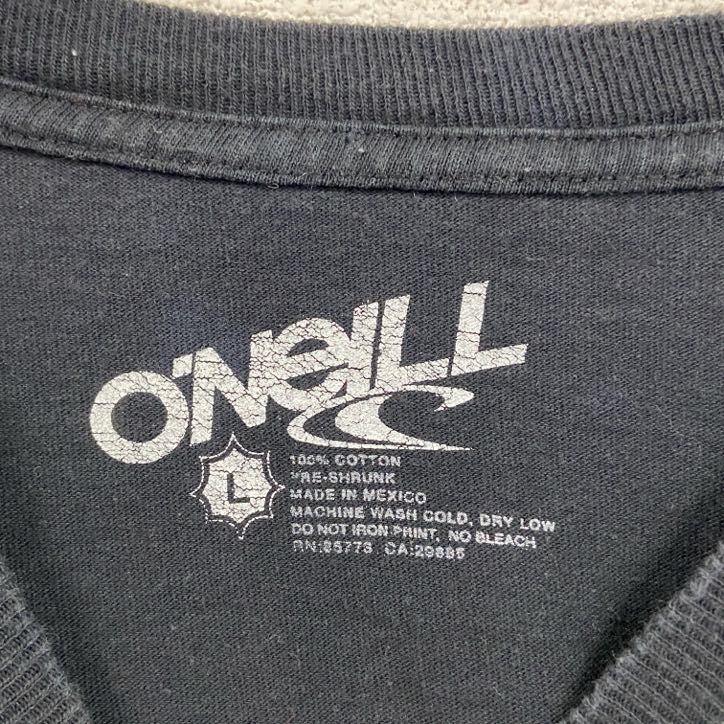 O'NEILL
L
100% COTTON
PRE-SHRUNK
MADE IN MEXICO
MACHINE WASH COLD, DRY LOW
DO NOT IRON PRINT, NO BLEACH
RN:85773 CA:29885